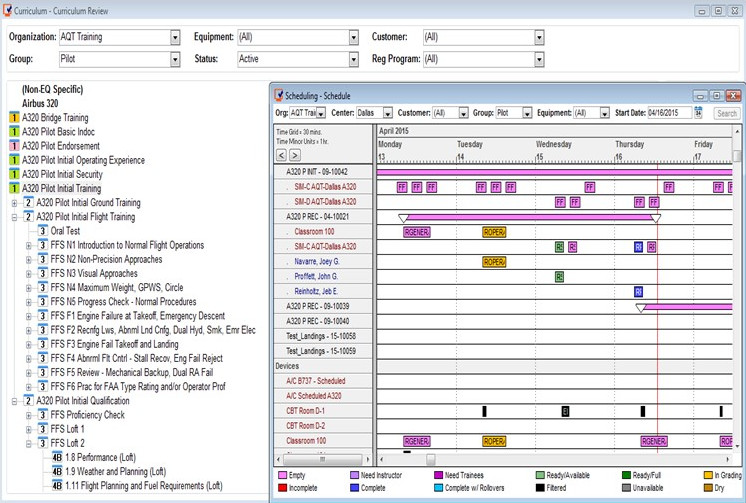 Curriculum - Curriculum Review
Organization: AQT Training Equipment: (All) Customer: (All)
Group: Pilot Status: Active Reg Program: (All)
(Non-EQ Specific)
Airbus 320
1 A320 Bridge Training
1 A320 Pilot Basic Indoc
1 A320 Pilot Endorsement
1 A320 Pilot Initial Operating Experience
1 A320 Pilot Initial Security
1 A320 Pilot Initial Training
2 A320 Pilot Initial Ground Training
2 A320 Pilot Initial Flight Training
3 Oral Test
3 FFS N1 Introduction to Normal Flight Operations
3 FFS N2 Non-Precision Approaches
3 FFS N3 Visual Approaches
3 FFS N4 Maximum Weight, GPWS, Circle
3 FFS N5 Progress Check - Normal Procedures
3 FFS F1 Engine Failure at Takeoff, Emergency Descent
3 FFS F2 Recnfg Lws, Abnrml Lnd Cnfg, Dual Hyd, Smk, Emr Elec
3 FFS F3 Engine Fail Takeoff and Landing
3 FFS F4 Abnrml Flt Cntrl - Stall Recov, Eng Fail Reject
3 FFS F5 Review - Mechanical Backup, Dual RA Fail
3 FFS F6 Prac for FAA Type Rating and/or Operator Prof
2 A320 Pilot Initial Qualification
3 FFS Proficiency Check
3 FFS Loft 1
3 FFS Loft 2
4B 1.8 Performance (Loft)
4B 1.9 Weather and Planning (Loft)
4B 1.11 Flight Planning and Fuel Requirements (Loft)
Scheduling - Schedule
Org: AQT Trai Center: Dallas Customer: (All) Group: Pilot Equipment: (All) Start Date: 04/16/2015 Search
Time Grid = 30 mins.
Time Minor Units = 1hr.
< >
April 2015
Monday Tuesday Wednesday Thursday Friday
13 14 15 16 17
A320 P INIT - 09-10042
. SIM-C AQT-Dallas A320 FF FF FF FF FF FF FF FF FF
. SIM-D AQT-Dallas A320 FF FF FF FF
A320 P REC - 04-10021
. Classroom 100 RGENER, ROPER,
. SIM-C AQT-Dallas A320
. Navarre, Joey G. ROPER,
. Proffett, John G.
. Reinholtz, Jeb E.
A320 P REC - 09-10039
A320 P REC - 09-10040
Test_Landings - 15-10058
Test_Landings - 15-10059
Devices
A/C B737 - Scheduled
A/C Scheduled A320
CBT Room D-1
CBT Room D-2
Classroom 100 RGENER, ROPER, RGENER,
Empty Need Instructor Need Trainees Ready/Available Ready/Full In Grading
Incomplete Complete Complete w/ Rollovers Filtered Unavailable Dry